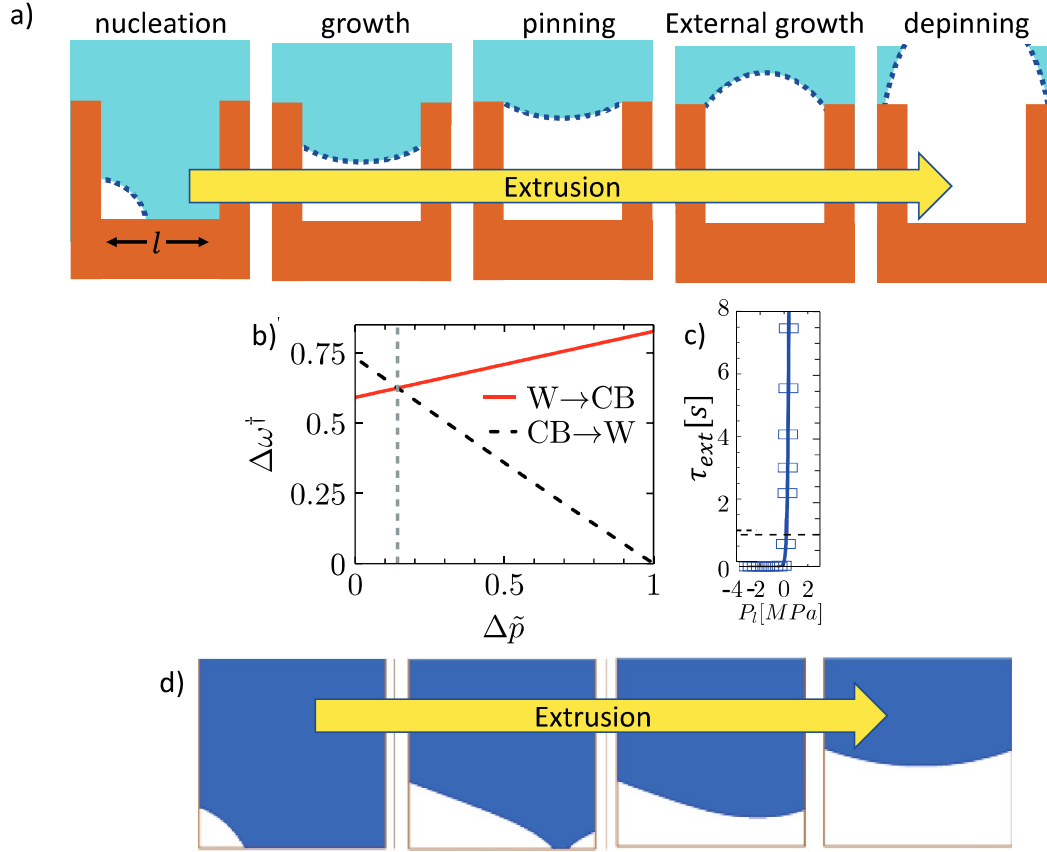 a)
nucleation growth pinning External growth depinning
Extrusion
l
b)'
0.75
0.5
0.25
0
Δω†
W→CB
CB→W
0 0.5 1
Δp̃
c)
8
6
4
2
0
τext[s]
-4 -2 0 2
Pl[MPa]
d)
Extrusion